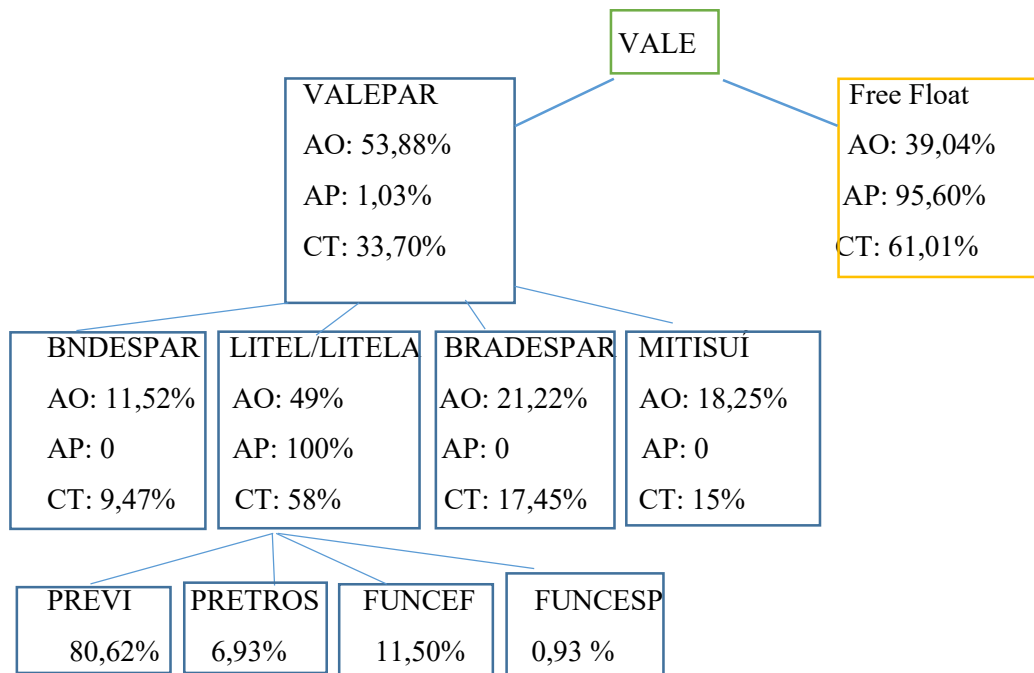 VALE
VALEPAR
AO: 53,88%
AP: 1,03%
CT: 33,70%
Free Float
AO: 39,04%
AP: 95,60%
CT: 61,01%
BNDESPAR
AO: 11,52%
AP: 0
CT: 9,47%
LITEL/LITELA
AO: 49%
AP: 100%
CT: 58%
BRADESPAR
AO: 21,22%
AP: 0
CT: 17,45%
MITISUÍ
AO: 18,25%
AP: 0
CT: 15%
PREVI
80,62%
PRETROS
6,93%
FUNCEF
11,50%
FUNCESP
0,93 %